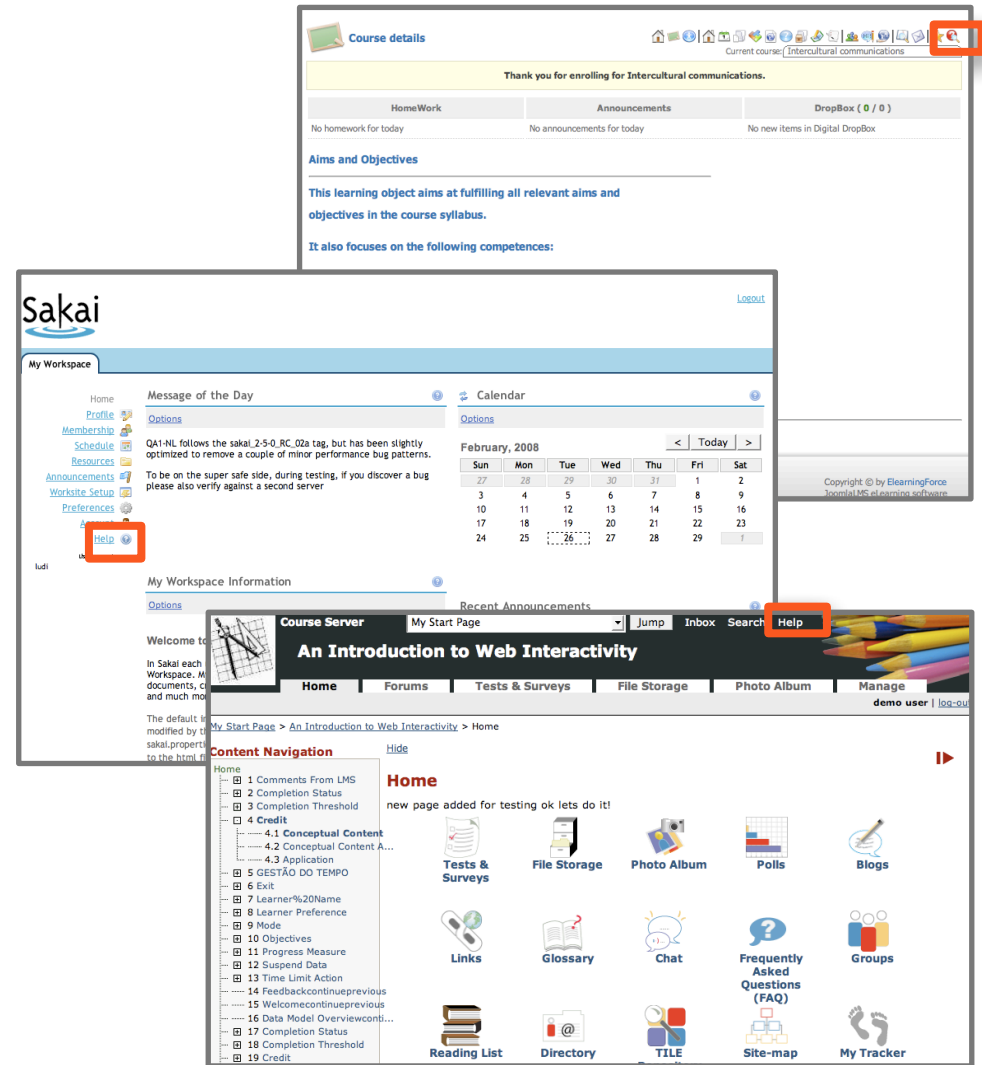 Course details
Current course: Intercultural communications
Thank you for enrolling for Intercultural communications.
HomeWork Announcements DropBox ( 0 / 0 )
No homework for today No announcements for today No new items in Digital DropBox
Aims and Objectives
This learning object aims at fulfilling all relevant aims and
objectives in the course syllabus.
It also focuses on the following competences:
Copyright © by ElearningForce
JoomlaLMS eLearning software
Sakai
Logout
My Workspace
Home
Profile
Membership
Schedule
Resources
Announcements
Worksite Setup
Preferences
Help
ludi
Message of the Day
Options
QA1-NL follows the sakai_2-5-0_RC_02a tag, but has been slightly
optimized to remove a couple of minor performance bug patterns.
To be on the super safe side, during testing, if you discover a bug
please also verify against a second server
Calendar
Options
February, 2008
< Today >
Sun Mon Tue Wed Thu Fri Sat
27 28 29 30 31 1 2
3 4 5 6 7 8 9
10 11 12 13 14 15 16
17 18 19 20 21 22 23
24 25 26 27 28 29 1
My Workspace Information
Options
Recent Announcements
Welcome to
In Sakai each
Workspace.
documents,
and much
The default
modified by
to the html
Course Server My Start Page Jump Inbox Search Help
An Introduction to Web Interactivity
Home Forums Tests & Surveys File Storage Photo Album Manage
demo user | log-out
My Start Page > An Introduction to Web Interactivity > Home
Content Navigation
Home
1 Comments From LMS
2 Completion Status
3 Completion Threshold
4 Credit
4.1 Conceptual Content
4.2 Conceptual Content A...
4.3 Application
5 GESTÃO DO TEMPO
6 Exit
7 Learner%20Name
8 Learner Preference
9 Mode
10 Objectives
11 Progress Measure
12 Suspend Data
13 Time Limit Action
14 Feedbackcontinueprevious
15 Welcomecontinueprevious
16 Data Model Overviewconti...
17 Completion Status
18 Completion Threshold
19 Credit
Hide
Home
new page added for testing ok lets do it!
Tests &
Surveys
File Storage
Photo Album
Polls
Blogs
Links
Glossary
Chat
Frequently
Asked
Questions
(FAQ)
Groups
Reading List
Directory
TILE
Site-map
My Tracker